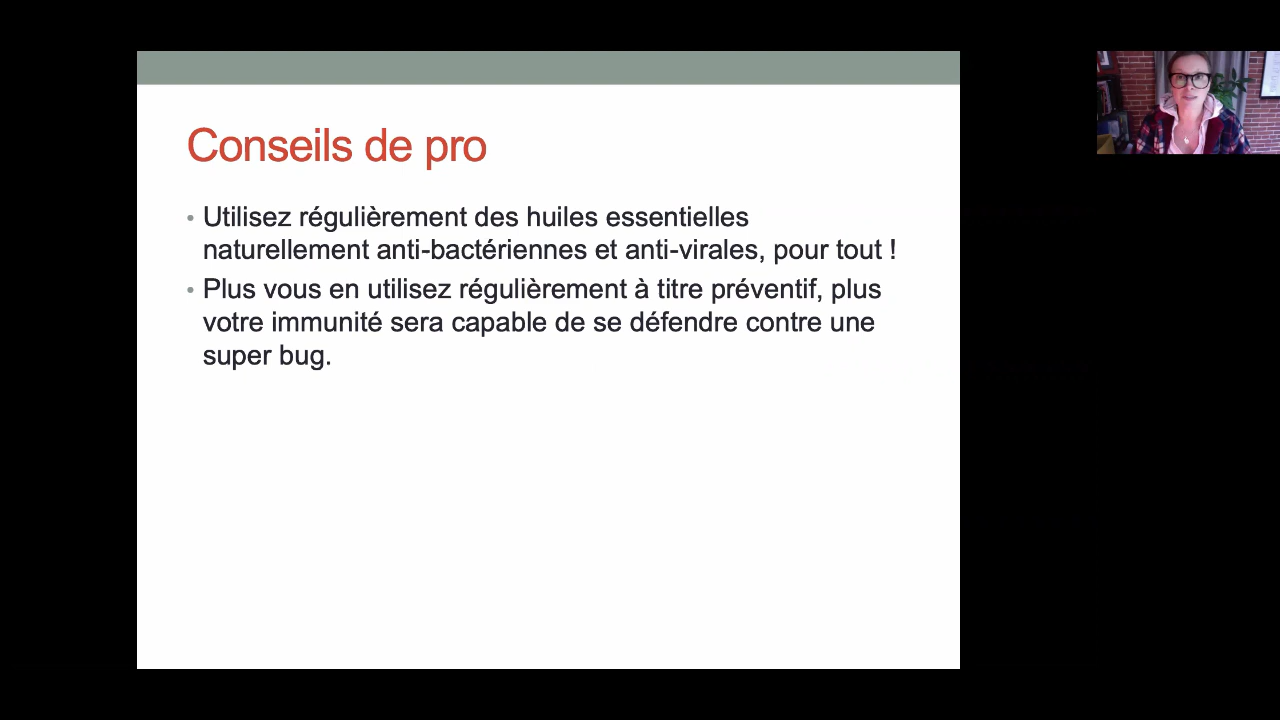 Conseils de pro
• Utilisez régulièrement des huiles essentielles
naturellement anti-bactériennes et anti-virales, pour tout !
• Plus vous en utilisez régulièrement à titre préventif, plus
votre immunité sera capable de se défendre contre une
super bug.